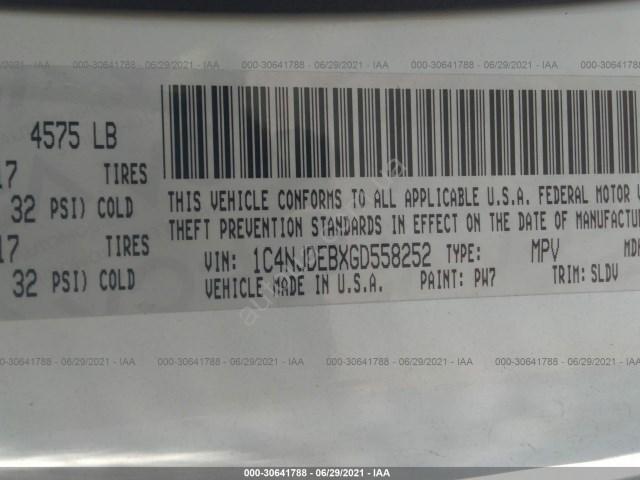 000-30641788 - 06/29/2021 - IAA 000-30641788 - 06/29/2021 - IAA 000-30641788 - 06/29/2021 - IAA
4575 LB
17 TIRES
32 PSI) COLD
17 TIRES
32 PSI) COLD
THIS VEHICLE CONFORMS TO ALL APPLICABLE U.S.A. FEDERAL MOTOR
THEFT PREVENTION STANDARDS IN EFFECT ON THE DATE OF MANUFACTUR
VIN: 1C4NJDEBXGD558252 TYPE: MPV
VEHICLE MADE IN U.S.A. PAINT: PW7 TRIM: SLDV
000-30641788 - 06/29/2021 - IAA 000-30641788 - 06/29/2021 - IAA 000-30641788 - 06/29/2021 - IAA
000-30641788 - 06/29/2021 - IAA